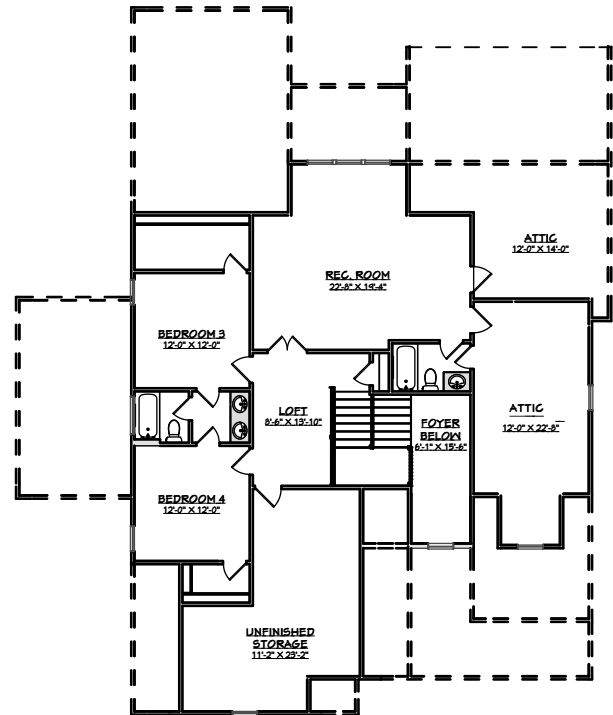 ATTIC
12'-0" X 14'-0"
REC. ROOM
22'-8" X 19'-4"
BEDROOM 3
12'-0" X 12'-0"
LOFT
8'-6" X 13'-10"
FOYER
BELOW
6'-1" X 15'-6"
ATTIC
12'-0" X 22'-8"
BEDROOM 4
12'-0" X 12'-0"
UNFINISHED
STORAGE
11'-2" X 23'-2"